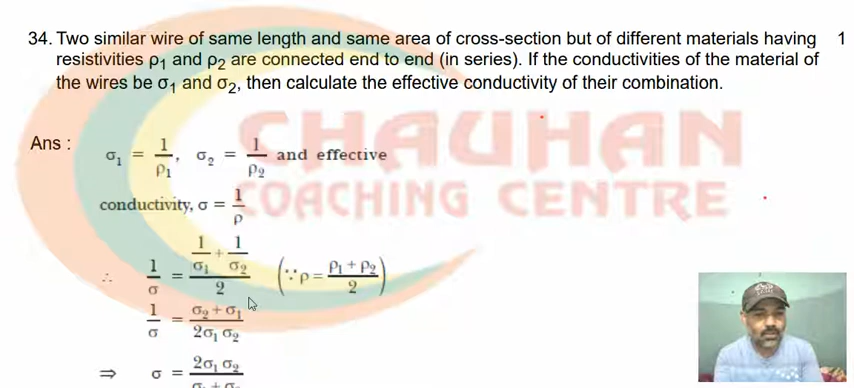 34. Two similar wire of same length and same area of cross-section but of different materials having 1
resistivities ρ₁ and ρ₂ are connected end to end (in series). If the conductivities of the material of
the wires be σ₁ and σ₂, then calculate the effective conductivity of their combination.
CHAUHAN
COACHING CENTRE
Ans :
σ₁ = 1/ρ₁, σ₂ = 1/ρ₂ and effective
conductivity, σ = 1/ρ
∴ 1/σ = (1/σ₁ + 1/σ₂)/2 (∵ρ = (ρ₁ + ρ₂)/2)
1/σ = (σ₂ + σ₁)/(2σ₁ σ₂)
⇒ σ = 2σ₁ σ₂